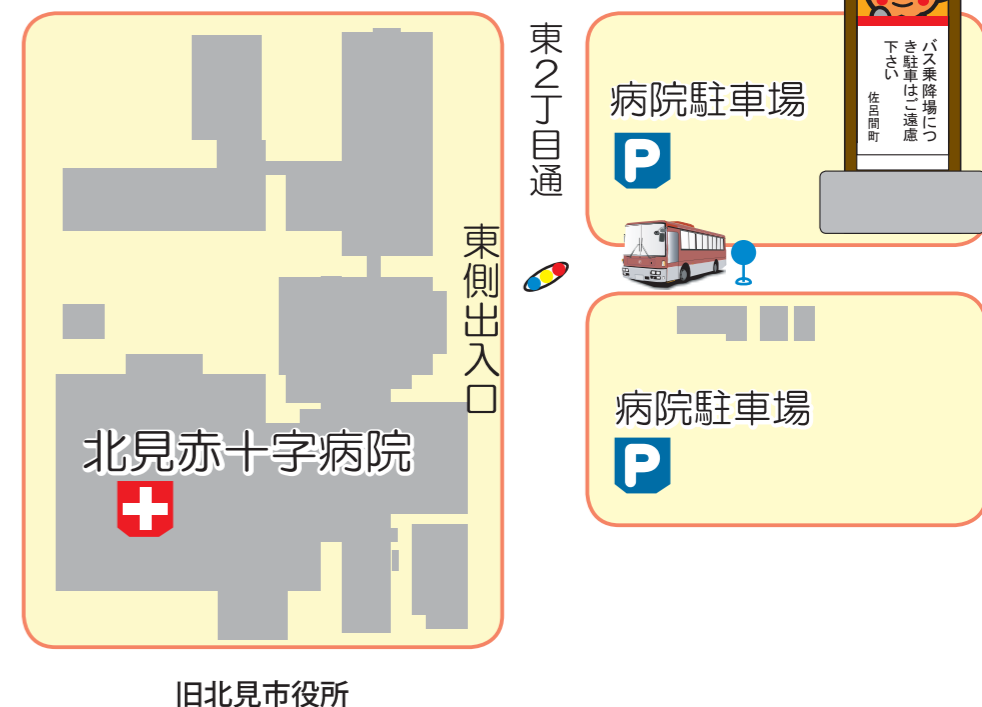 東2丁目通
病院駐車場
P
バス乗降場につ
き駐車はご遠慮
下さい
佐呂間町
東側出入口
北見赤十字病院
病院駐車場
P
旧北見市役所